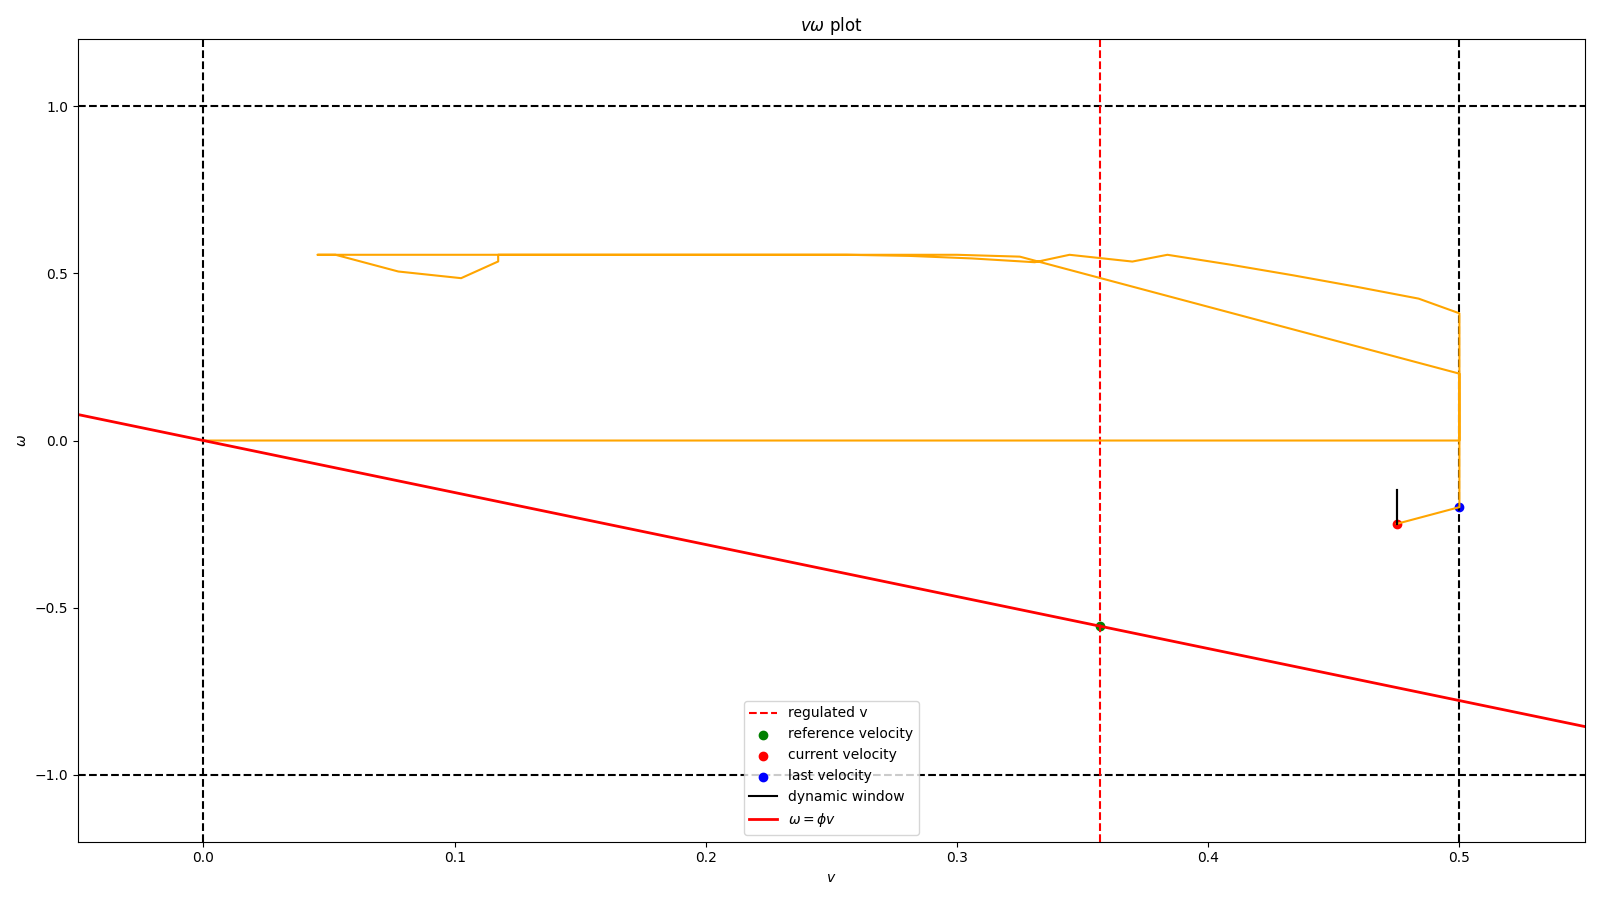 vω plot
ω
1.0
0.5
0.0
−0.5
−1.0
regulated v
reference velocity
current velocity
last velocity
dynamic window
ω = ϕv
0.0 0.1 0.2 0.3 0.4 0.5
v